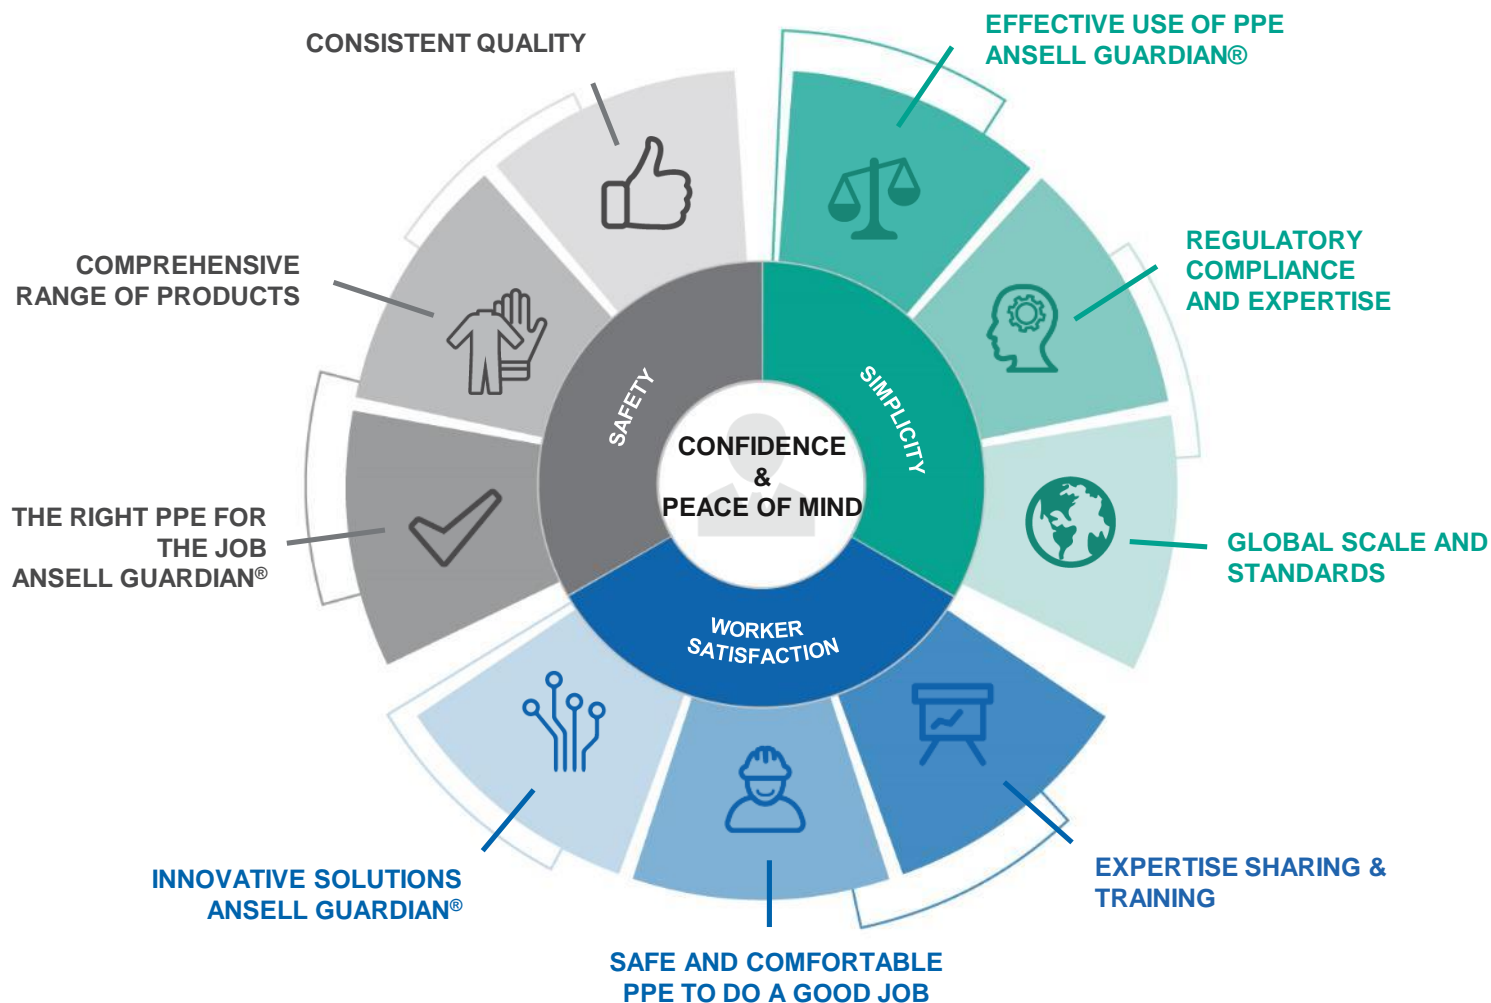 CONSISTENT QUALITY
EFFECTIVE USE OF PPE
ANSELL GUARDIAN®
COMPREHENSIVE
RANGE OF PRODUCTS
REGULATORY
COMPLIANCE
AND EXPERTISE
SAFETY
SIMPLICITY
CONFIDENCE
&
PEACE OF MIND
THE RIGHT PPE FOR
THE JOB
ANSELL GUARDIAN®
GLOBAL SCALE AND
STANDARDS
WORKER
SATISFACTION
INNOVATIVE SOLUTIONS
ANSELL GUARDIAN®
EXPERTISE SHARING &
TRAINING
SAFE AND COMFORTABLE
PPE TO DO A GOOD JOB